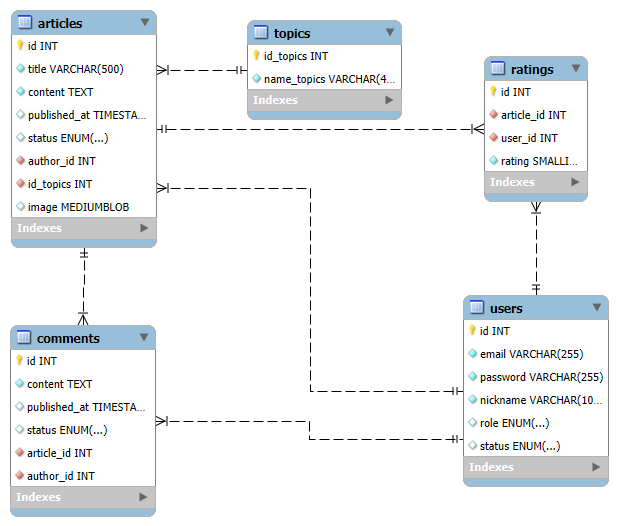 articles
id INT
title VARCHAR(500)
content TEXT
published_at TIMESTA...
status ENUM(...)
author_id INT
id_topics INT
image MEDIUMBLOB
Indexes
topics
id_topics INT
name_topics VARCHAR(4...
Indexes
ratings
id INT
article_id INT
user_id INT
rating SMALLI...
Indexes
comments
id INT
content TEXT
published_at TIMESTA...
status ENUM(...)
article_id INT
author_id INT
Indexes
users
id INT
email VARCHAR(255)
password VARCHAR(255)
nickname VARCHAR(10...
role ENUM(...)
status ENUM(...)
Indexes